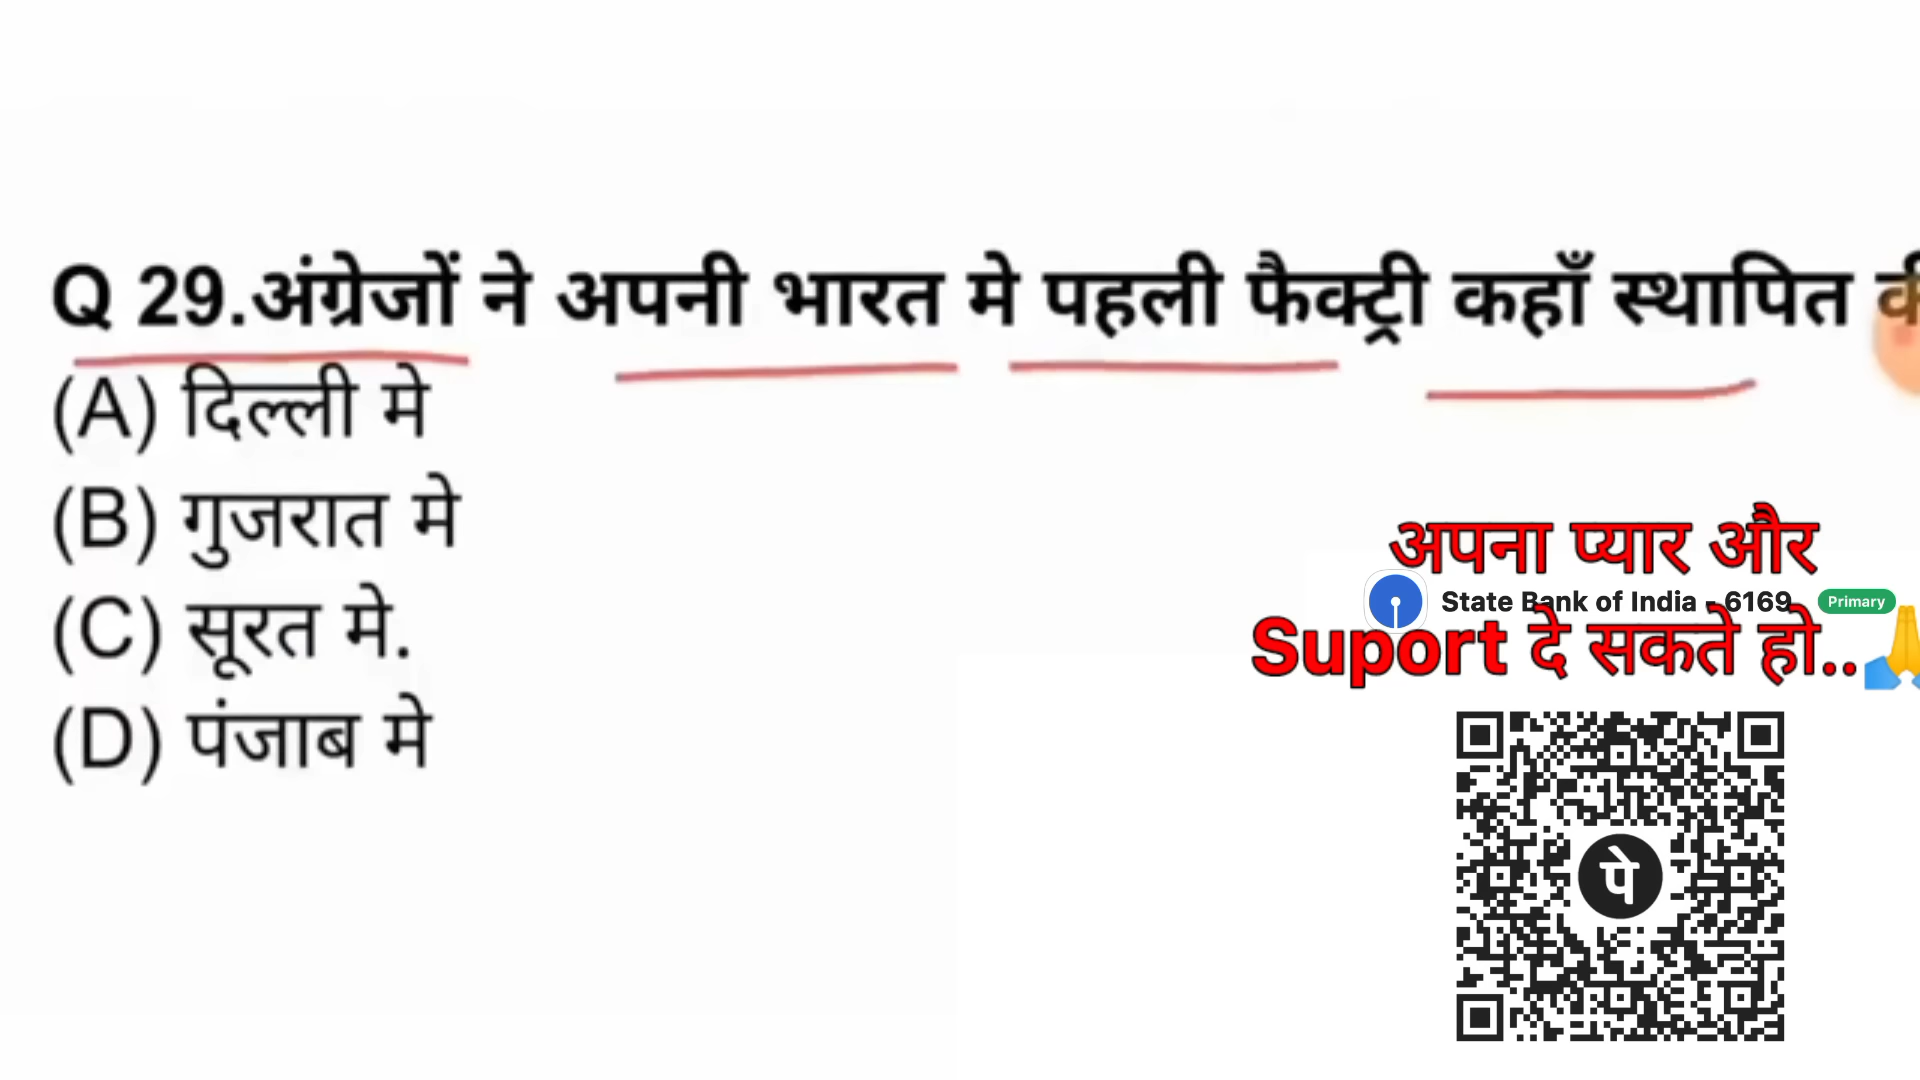 Q 29.अंग्रेजों ने अपनी भारत मे पहली फैक्ट्री कहाँ स्थापित
(A) दिल्ली मे
(B) गुजरात मे
(C) सूरत मे.
(D) पंजाब मे
अपना प्यार और
State Bank of India - 6169 Primary
Suport दे सकते हो..🙏
पे